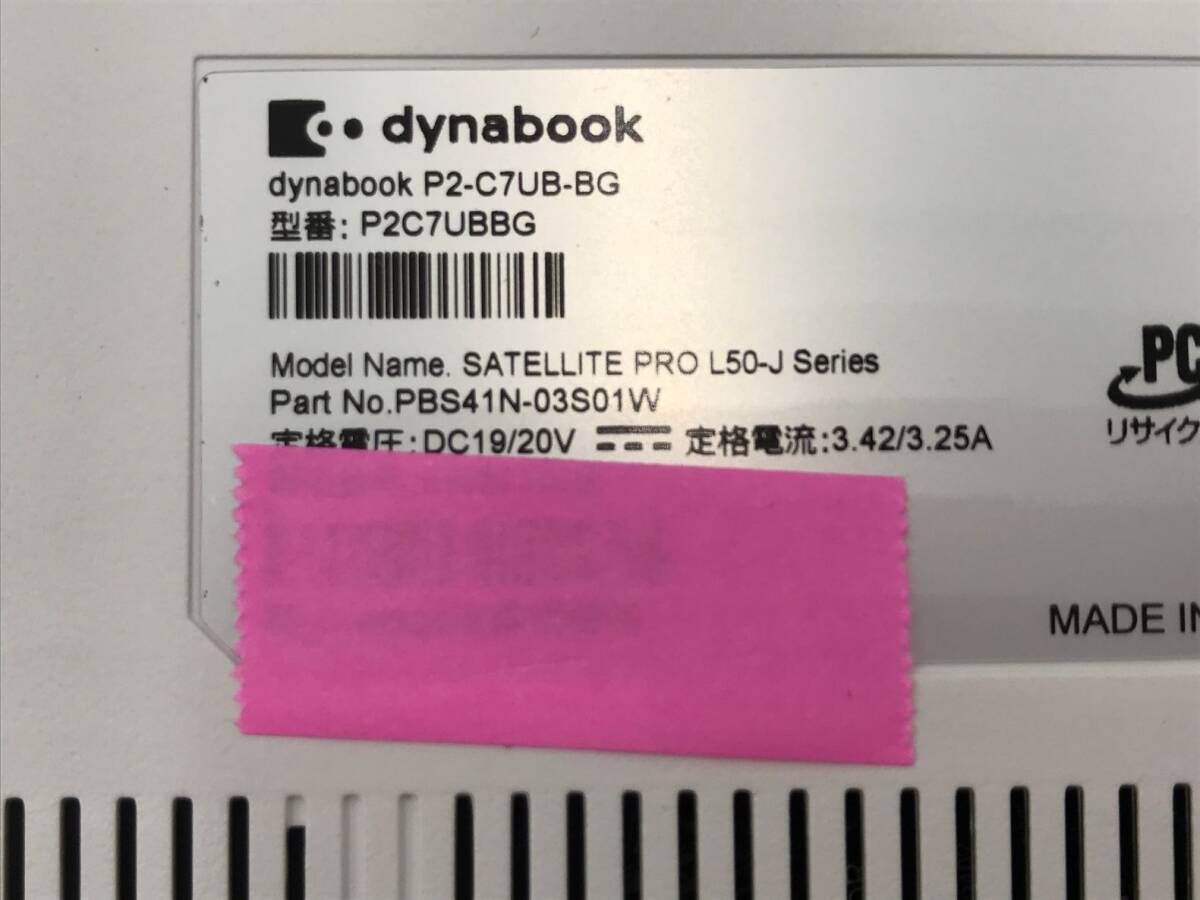 dynabook
dynabook P2-C7UB-BG
型番: P2C7UBBG
Model Name. SATELLITE PRO L50-J Series
Part No.PBS41N-03S01W
定格電圧:DC19/20V 定格電流:3.42/3.25A
PC
リサイク
MADE IN